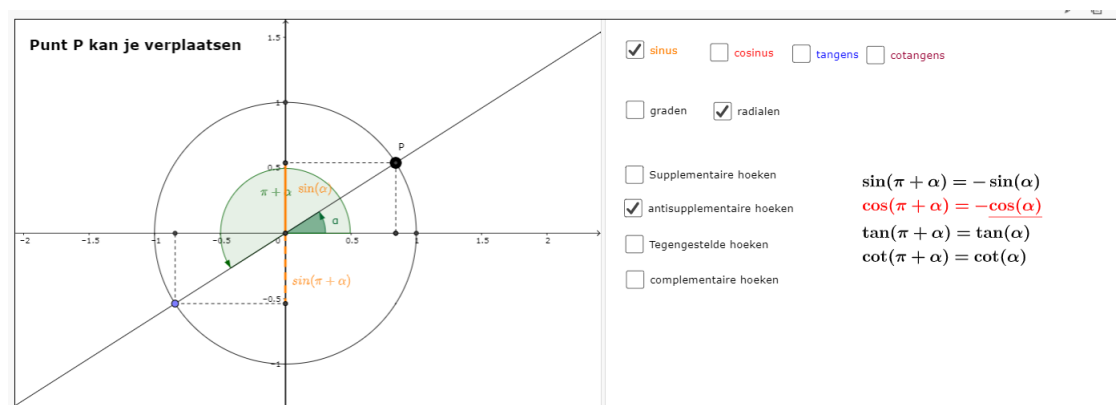 Punt P kan je verplaatsen
1.5
1
P
0.5
π + α
sin(α)
α
−2
−1.5
−1
−0.5
0
0.5
1
1.5
2
sin(π + α)
−0.5
−1
sinus
cosinus
tangens
cotangens
graden
radialen
Supplementaire hoeken
antisupplementaire hoeken
Tegengestelde hoeken
complementaire hoeken
sin(π + α) = − sin(α)
cos(π + α) = −cos(α)
tan(π + α) = tan(α)
cot(π + α) = cot(α)